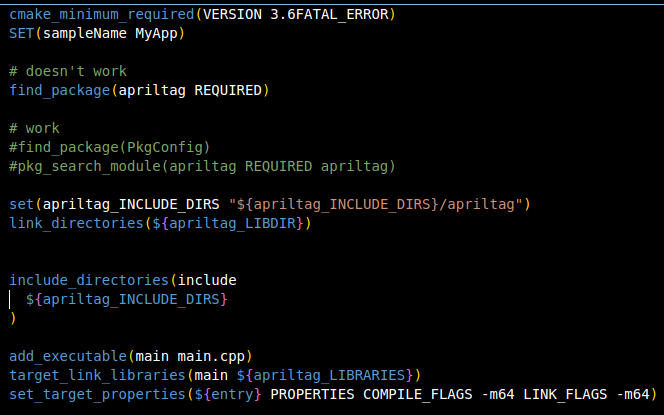 cmake_minimum_required(VERSION 3.6FATAL_ERROR)
SET(sampleName MyApp)
# doesn't work
find_package(apriltag REQUIRED)
# work
#find_package(PkgConfig)
#pkg_search_module(apriltag REQUIRED apriltag)
set(apriltag_INCLUDE_DIRS "${apriltag_INCLUDE_DIRS}/apriltag")
link_directories(${apriltag_LIBDIR})
include_directories(include
${apriltag_INCLUDE_DIRS}
)
add_executable(main main.cpp)
target_link_libraries(main ${apriltag_LIBRARIES})
set_target_properties(${entry} PROPERTIES COMPILE_FLAGS -m64 LINK_FLAGS -m64)